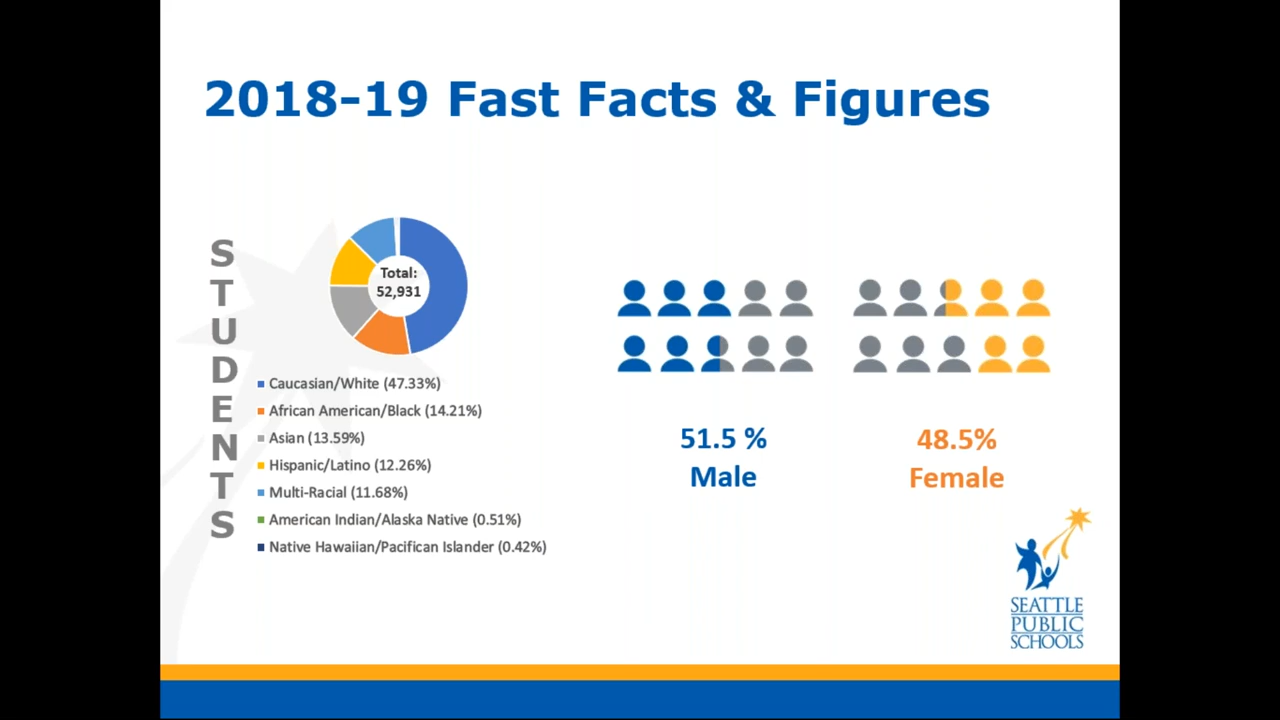 2018-19 Fast Facts & Figures
STUDENTS
Total:
52,931
Caucasian/White (47.33%)
African American/Black (14.21%)
Asian (13.59%)
Hispanic/Latino (12.26%)
Multi-Racial (11.68%)
American Indian/Alaska Native (0.51%)
Native Hawaiian/Pacifican Islander (0.42%)
51.5 %
Male
48.5%
Female
SEATTLE
PUBLIC
SCHOOLS